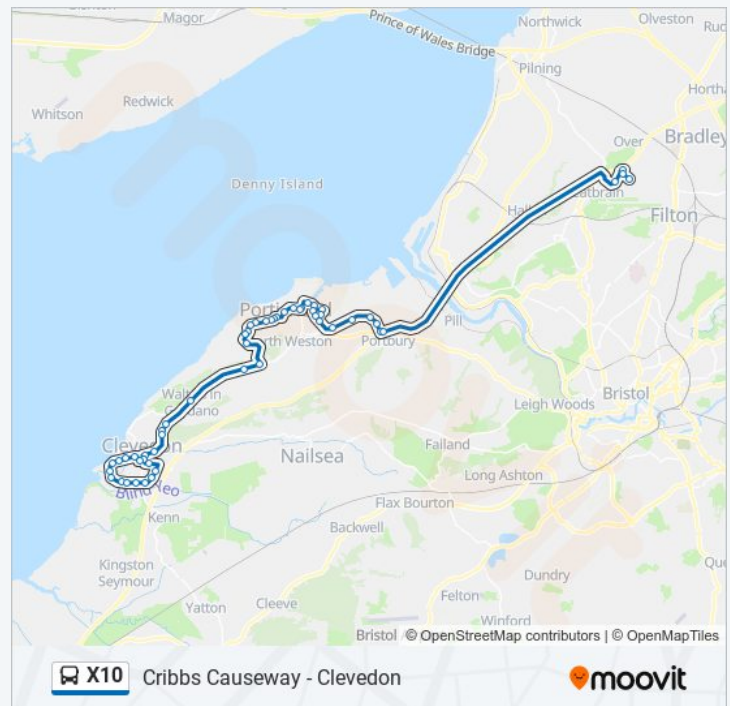 Magor
Northwick
Olveston
Prince of Wales Bridge
Pilning
Redwick
Whitson
Over
Bradley
Denny Island
Filton
Portbury
Pill
Bristol
Leigh Woods
Clevedon
Nailsea
Failand
Long Ashton
Blind Yeo
Flax Bourton
Kenn
Backwell
Kingston
Seymour
Dundry
Yatton
Cleeve
Felton
Winford
Bristol © OpenStreetMap contributors | © OpenMapTiles
X10 Cribbs Causeway - Clevedon
moovit